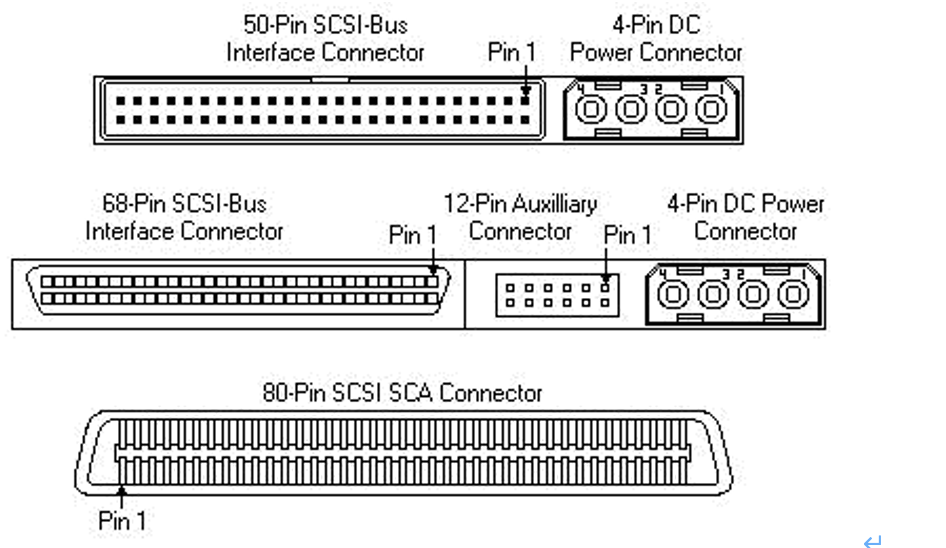 50-Pin SCSI-Bus
Interface Connector
Pin 1
4-Pin DC
Power Connector
4 3 2 1
68-Pin SCSI-Bus
Interface Connector
Pin 1
12-Pin Auxilliary
Connector
Pin 1
4-Pin DC Power
Connector
4 3 2 1
80-Pin SCSI SCA Connector
Pin 1